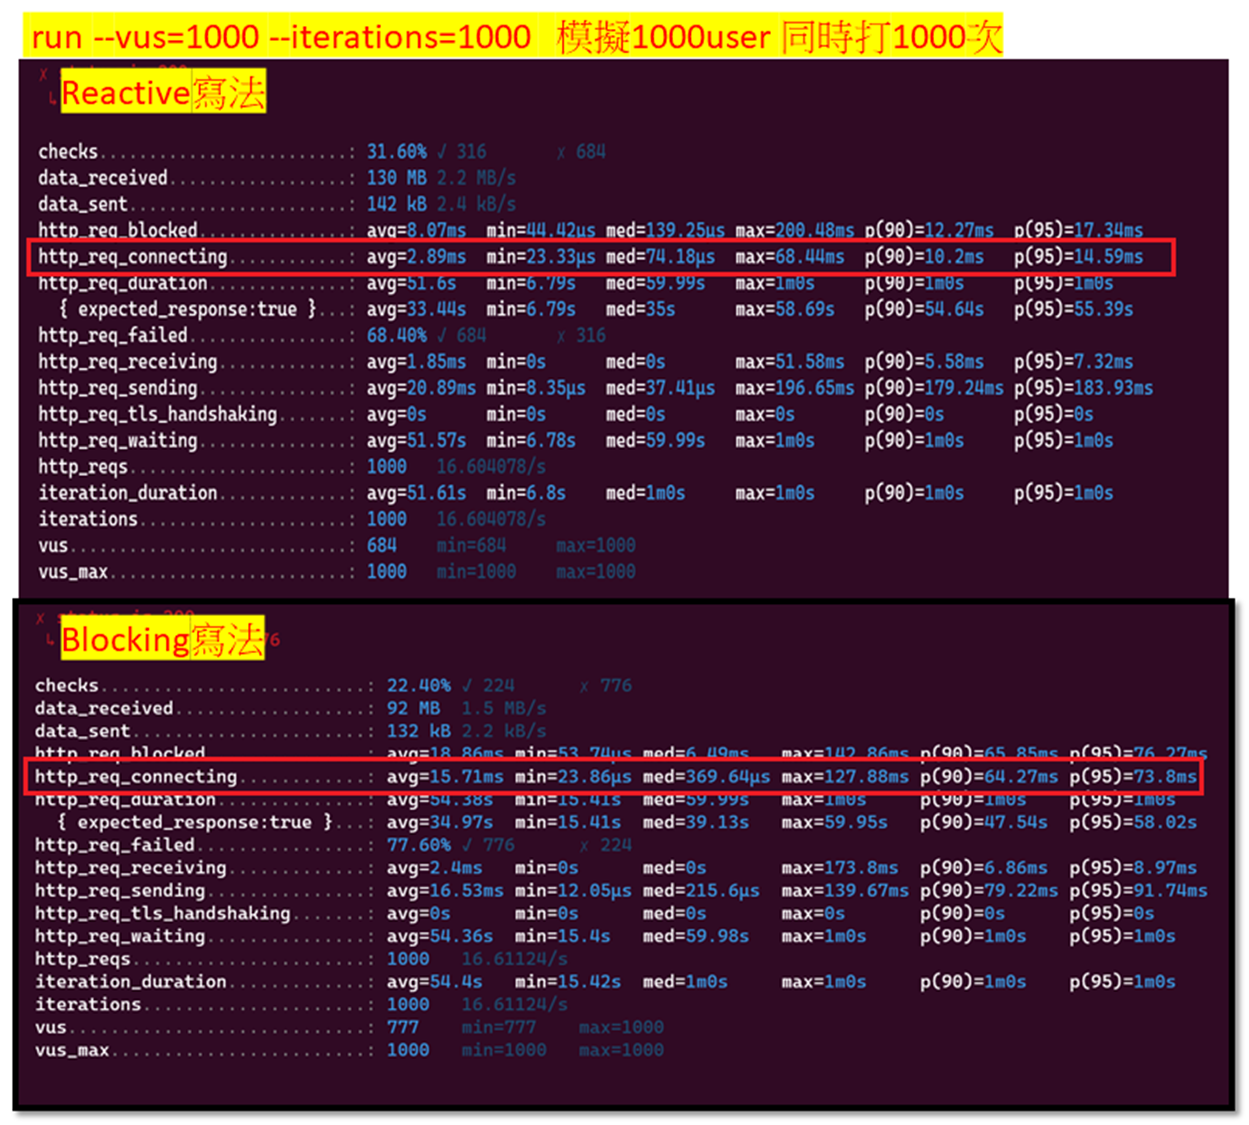 run --vus=1000 --iterations=1000 模擬1000user 同時打1000次
Reactive寫法
checks.........................: 31.60% √ 316 x 684
data_received..................: 130 MB 2.2 MB/s
data_sent......................: 142 kB 2.4 kB/s
http_req_blocked...............: avg=8.07ms min=44.42µs med=139.25µs max=200.48ms p(90)=12.27ms p(95)=17.34ms
http_req_connecting............: avg=2.89ms min=23.33µs med=74.18µs max=68.44ms p(90)=10.2ms p(95)=14.59ms
http_req_duration..............: avg=51.6s min=6.79s med=59.99s max=1m0s p(90)=1m0s p(95)=1m0s
{ expected_response:true }...: avg=33.44s min=6.79s med=35s max=58.69s p(90)=54.64s p(95)=55.39s
http_req_failed................: 68.40% √ 684 x 316
http_req_receiving.............: avg=1.85ms min=0s med=0s max=51.58ms p(90)=5.58ms p(95)=7.32ms
http_req_sending...............: avg=20.89ms min=8.35µs med=37.41µs max=196.65ms p(90)=179.24ms p(95)=183.93ms
http_req_tls_handshaking.......: avg=0s min=0s med=0s max=0s p(90)=0s p(95)=0s
http_req_waiting...............: avg=51.57s min=6.78s med=59.99s max=1m0s p(90)=1m0s p(95)=1m0s
http_reqs......................: 1000 16.604078/s
iteration_duration.............: avg=51.61s min=6.8s med=1m0s max=1m0s p(90)=1m0s p(95)=1m0s
iterations.....................: 1000 16.604078/s
vus............................: 684 min=684 max=1000
vus_max........................: 1000 min=1000 max=1000
Blocking寫法
checks.........................: 22.40% √ 224 x 776
data_received..................: 92 MB 1.5 MB/s
data_sent......................: 132 kB 2.2 kB/s
http_req_blocked...............: avg=18.86ms min=53.74µs med=6.49ms max=142.86ms p(90)=65.85ms p(95)=76.27ms
http_req_connecting............: avg=15.71ms min=23.86µs med=369.64µs max=127.88ms p(90)=64.27ms p(95)=73.8ms
http_req_duration..............: avg=54.38s min=15.41s med=59.99s max=1m0s p(90)=1m0s p(95)=1m0s
{ expected_response:true }...: avg=34.97s min=15.41s med=39.13s max=59.95s p(90)=47.54s p(95)=58.02s
http_req_failed................: 77.60% √ 776 x 224
http_req_receiving.............: avg=2.4ms min=0s med=0s max=173.8ms p(90)=6.86ms p(95)=8.97ms
http_req_sending...............: avg=16.53ms min=12.05µs med=215.6µs max=139.67ms p(90)=79.22ms p(95)=91.74ms
http_req_tls_handshaking.......: avg=0s min=0s med=0s max=0s p(90)=0s p(95)=0s
http_req_waiting...............: avg=54.36s min=15.4s med=59.98s max=1m0s p(90)=1m0s p(95)=1m0s
http_reqs......................: 1000 16.61124/s
iteration_duration.............: avg=54.4s min=15.42s med=1m0s max=1m0s p(90)=1m0s p(95)=1m0s
iterations.....................: 1000 16.61124/s
vus............................: 777 min=777 max=1000
vus_max........................: 1000 min=1000 max=1000